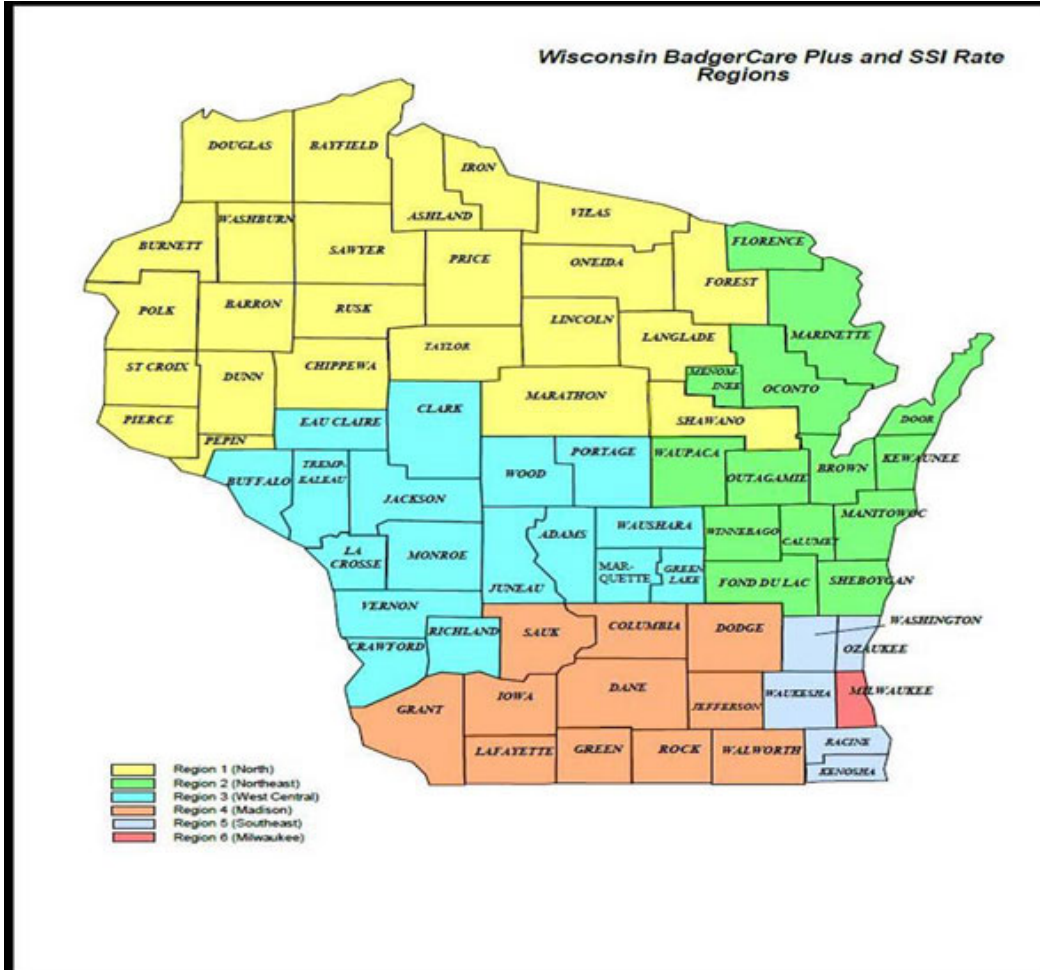 Wisconsin BadgerCare Plus and SSI Rate
Regions
DOUGLAS
BAYFIELD
IRON
ASHLAND
VILAS
WASHBURN
BURNETT
SAWYER
PRICE
ONEIDA
FLORENCE
FOREST
POLK
BARRON
RUSK
LINCOLN
LANGLADE
MARINETTE
TAYLOR
ST CROIX
DUNN
CHIPPEWA
MENOM-
INEE
OCONTO
MARATHON
CLARK
PIERCE
EAU CLAIRE
SHAWANO
DOOR
PEPIN
BUFFALO
TREMP-
EALEAU
WOOD
PORTAGE
WAUPACA
OUTAGAMIE
BROWN
KEWAUNEE
JACKSON
ADAMS
WAUSHARA
WINNEBAGO
CALUMET
MANITOWOC
LA
CROSSE
MONROE
JUNEAU
MAR-
QUETTE
GREEN
LAKE
FOND DU LAC
SHEBOYGAN
VERNON
RICHLAND
CRAWFORD
SAUK
COLUMBIA
DODGE
WASHINGTON
OZAUKEE
GRANT
IOWA
DANE
JEFFERSON
WAUKESHA
MILWAUKEE
LAFAYETTE
GREEN
ROCK
WALWORTH
RACINE
KENOSHA
Region 1 (North)
Region 2 (Northeast)
Region 3 (West Central)
Region 4 (Madison)
Region 5 (Southeast)
Region 6 (Milwaukee)